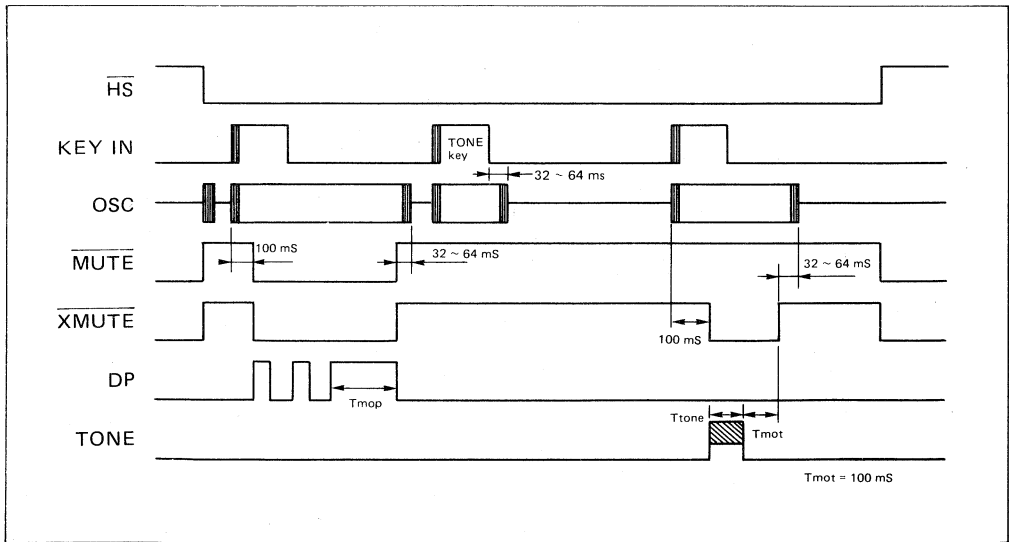 HS
KEY IN
TONE
key
32 ~ 64 ms
OSC
100 mS
32 ~ 64 mS
MUTE
32 ~ 64 mS
XMUTE
100 mS
DP
Tmop
Ttone
Tmot
TONE
Tmot = 100 mS